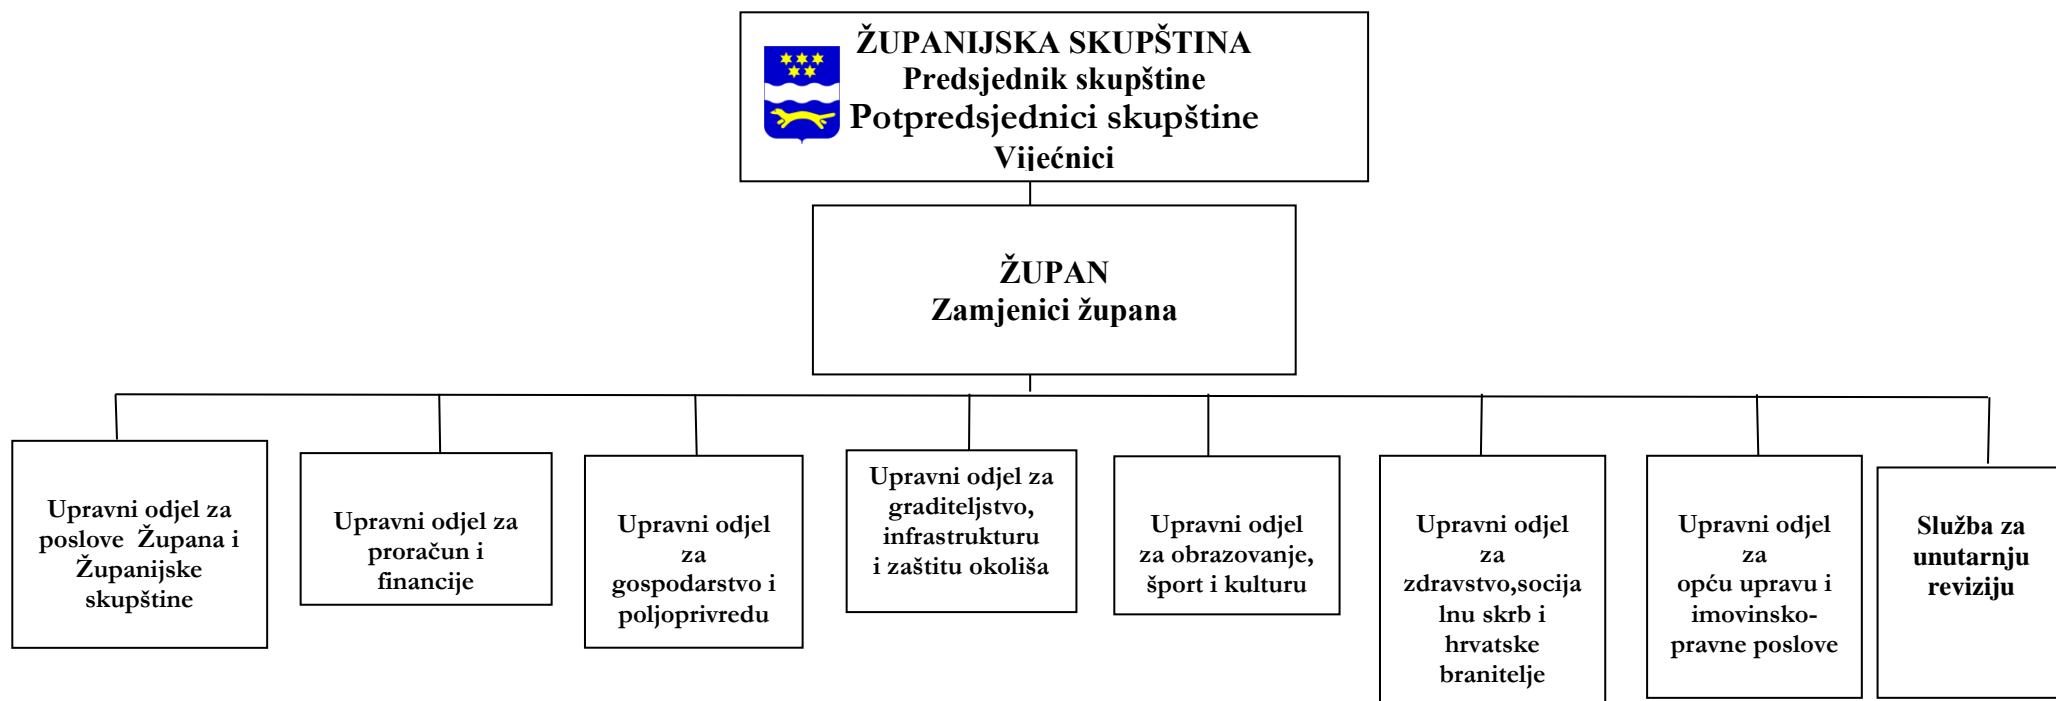 ŽUPANIJSKA SKUPŠTINA
Predsjednik skupštine
Potpredsjednici skupštine
Vijećnici
ŽUPAN
Zamjenici župana
Upravni odjel za
poslove Župana i
Županijske
skupštine
Upravni odjel za
proračun i
financije
Upravni odjel
za
gospodarstvo i
poljoprivredu
Upravni odjel za
graditeljstvo,
infrastrukturu
i zaštitu okoliša
Upravni odjel
za obrazovanje,
šport i kulturu
Upravni odjel
za
zdravstvo,socija
lnu skrb i
hrvatske
branitelje
Upravni odjel
za
opću upravu i
imovinsko-
pravne poslove
Služba za
unutarnju
reviziju